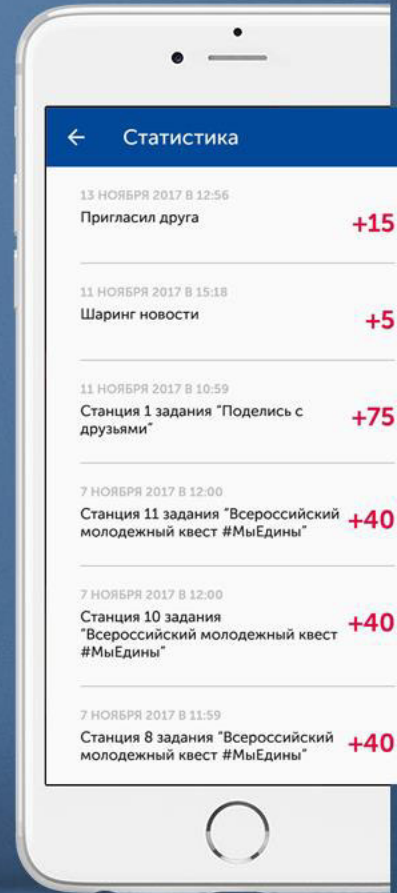 ← Статистика
13 НОЯБРЯ 2017 В 12:56
Пригласил друга
+15
11 НОЯБРЯ 2017 В 15:18
Шаринг новости
+5
11 НОЯБРЯ 2017 В 10:59
Станция 1 задания "Поделись с
друзьями"
+75
7 НОЯБРЯ 2017 В 12:00
Станция 11 задания "Всероссийский
молодежный квест #МыЕдины"
+40
7 НОЯБРЯ 2017 В 12:00
Станция 10 задания
"Всероссийский молодежный квест
#МыЕдины"
+40
7 НОЯБРЯ 2017 В 11:59
Станция 8 задания "Всероссийский
молодежный квест #МыЕдины"
+40